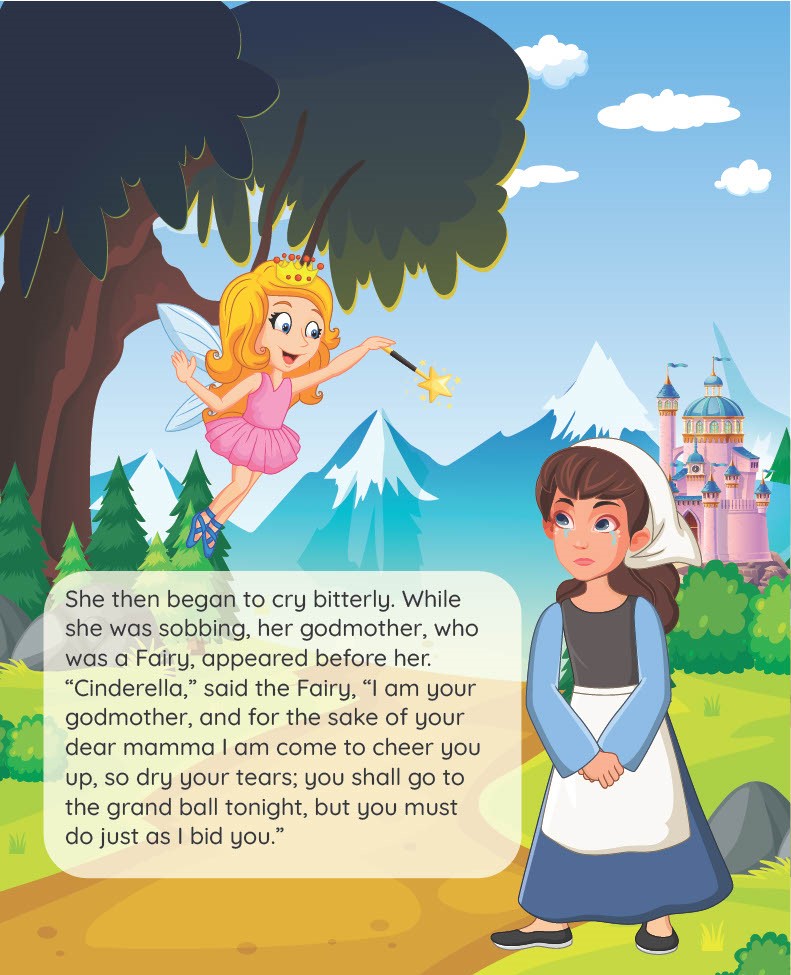 She then began to cry bitterly. While
she was sobbing, her godmother, who
was a Fairy, appeared before her.
“Cinderella,” said the Fairy, “I am your
godmother, and for the sake of your
dear mamma I am come to cheer you
up, so dry your tears; you shall go to
the grand ball tonight, but you must
do just as I bid you.”